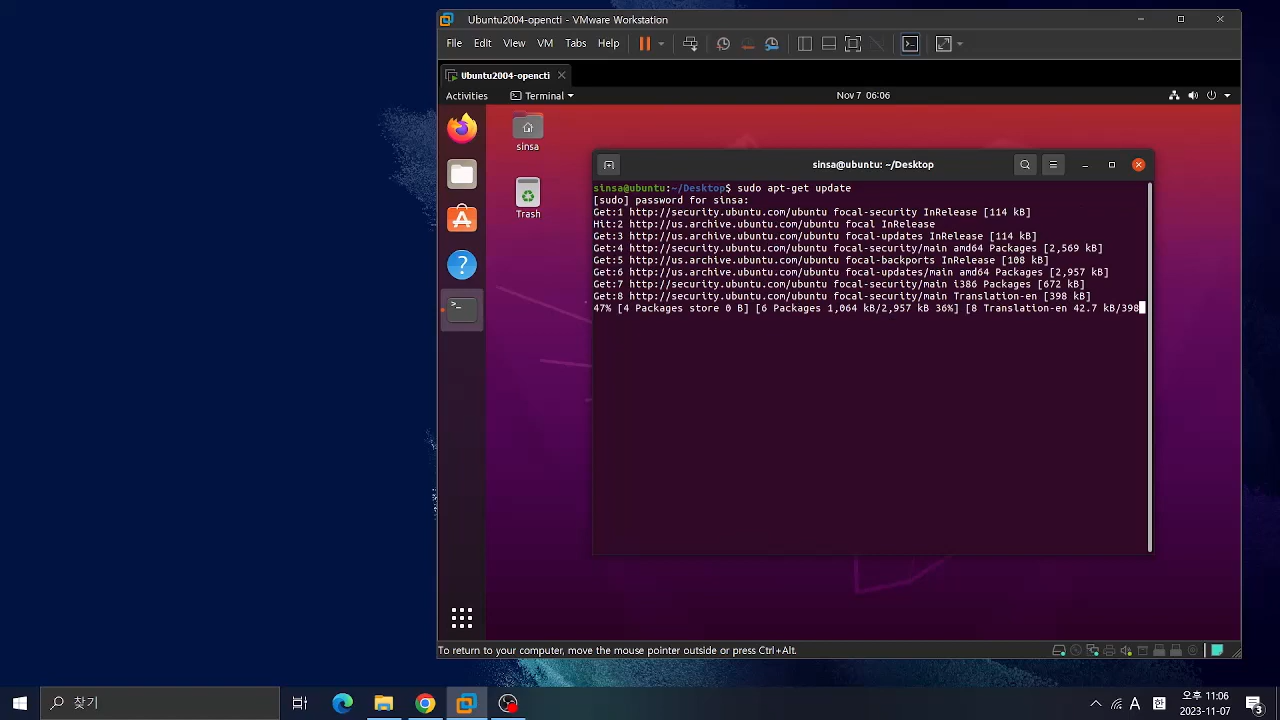 Ubuntu2004-opencti - VMware Workstation
File Edit View VM Tabs Help
Ubuntu2004-opencti
Activities Terminal Nov 7 06:06
sinsa
Trash
sinsa@ubuntu: ~/Desktop
sinsa@ubuntu:~/Desktop$ sudo apt-get update
[sudo] password for sinsa:
Get:1 http://security.ubuntu.com/ubuntu focal-security InRelease [114 kB]
Hit:2 http://us.archive.ubuntu.com/ubuntu focal InRelease
Get:3 http://us.archive.ubuntu.com/ubuntu focal-updates InRelease [114 kB]
Get:4 http://security.ubuntu.com/ubuntu focal-security/main amd64 Packages [2,569 kB]
Get:5 http://us.archive.ubuntu.com/ubuntu focal-backports InRelease [108 kB]
Get:6 http://us.archive.ubuntu.com/ubuntu focal-updates/main amd64 Packages [2,957 kB]
Get:7 http://security.ubuntu.com/ubuntu focal-security/main i386 Packages [672 kB]
Get:8 http://security.ubuntu.com/ubuntu focal-security/main Translation-en [398 kB]
47% [4 Packages store 0 B] [6 Packages 1,064 kB/2,957 kB 36%] [8 Translation-en 42.7 kB/398
To return to your computer, move the mouse pointer outside or press Ctrl+Alt.
찾기
A 한 오후 11:06
2023-11-07
3